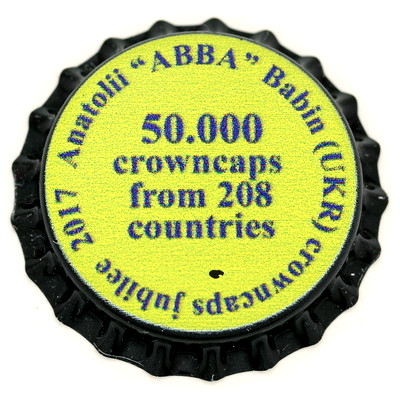 2017 Anatolii “ABBA” Babin (UKR) crowncaps jubilee
50.000
crowncaps
from 208
countries